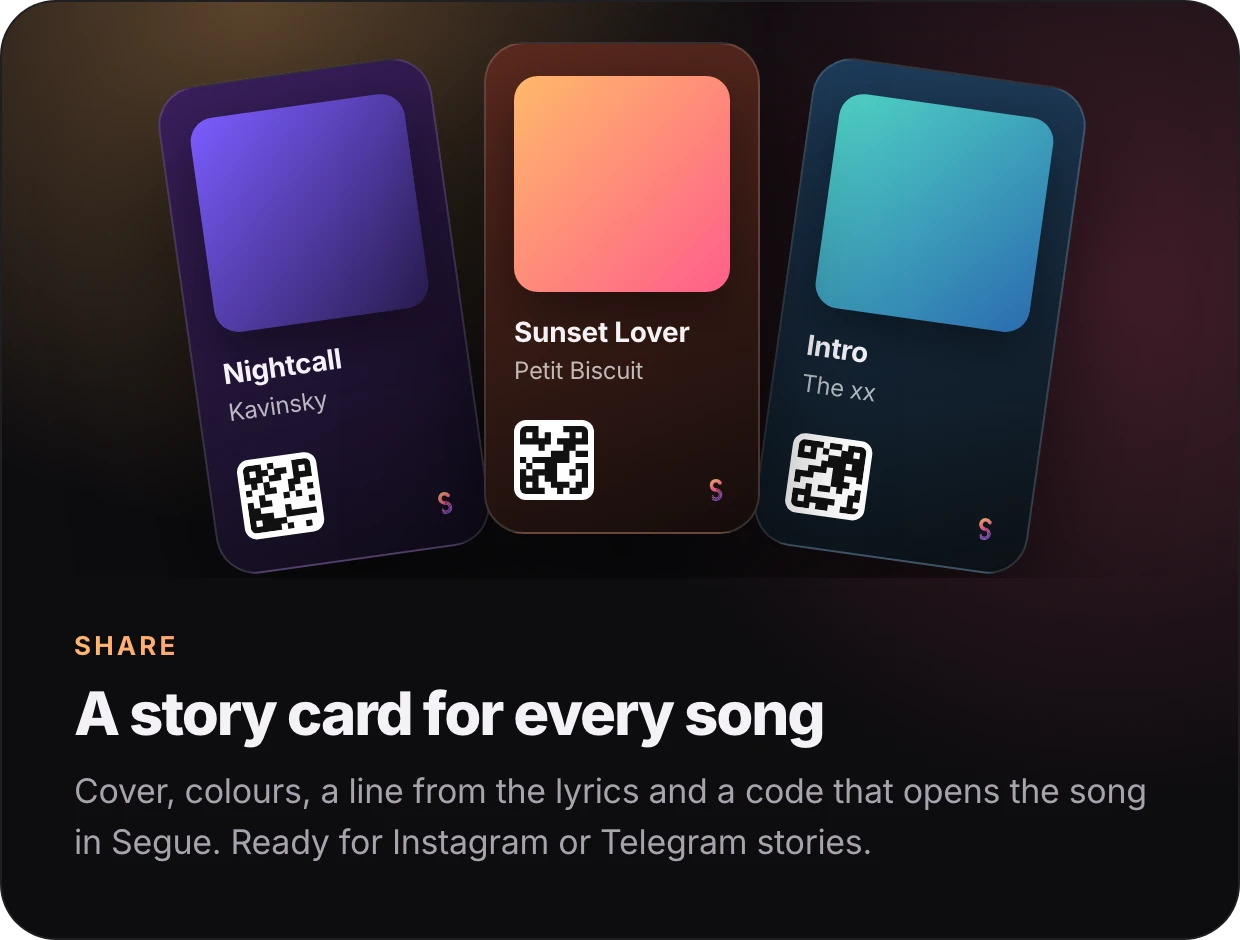 Nightcall
Kavinsky
S
Sunset Lover
Petit Biscuit
S
Intro
The xx
S
SHARE
A story card for every song
Cover, colours, a line from the lyrics and a code that opens the song
in Segue. Ready for Instagram or Telegram stories.